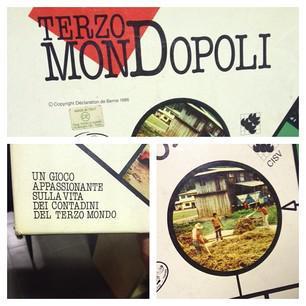 TERZO
MONDOPOLI
© Copyright Déclaration de Berne 1985
UN GIOCO
APPASSIONANTE
SULLA VITA
DEI CONTADINI
DEL TERZO MONDO
CISV